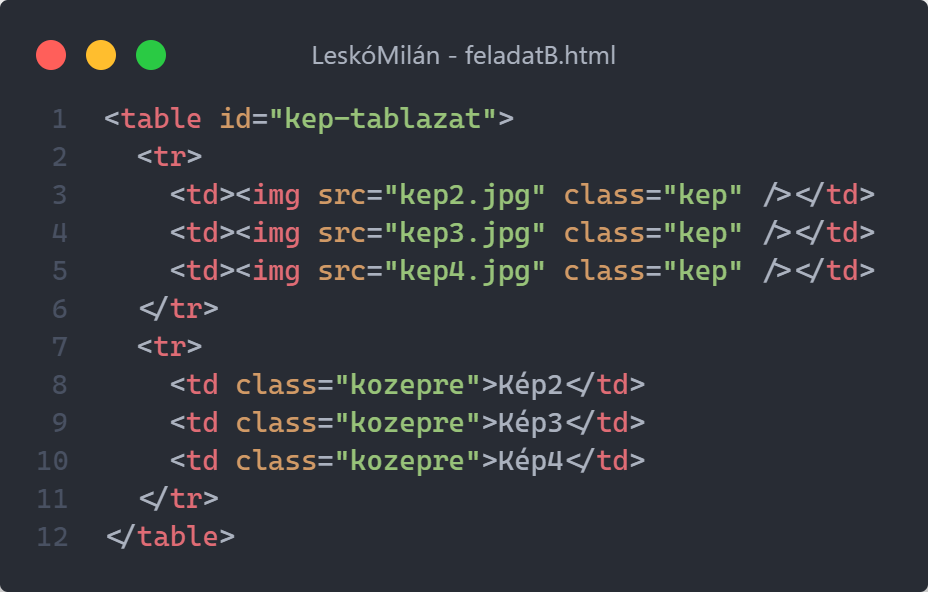 LeskóMilán - feladatB.html
1 <table id="kep-tablazat">
2   <tr>
3     <td><img src="kep2.jpg" class="kep" /></td>
4     <td><img src="kep3.jpg" class="kep" /></td>
5     <td><img src="kep4.jpg" class="kep" /></td>
6   </tr>
7   <tr>
8     <td class="kozepre">Kép2</td>
9     <td class="kozepre">Kép3</td>
10     <td class="kozepre">Kép4</td>
11   </tr>
12 </table>